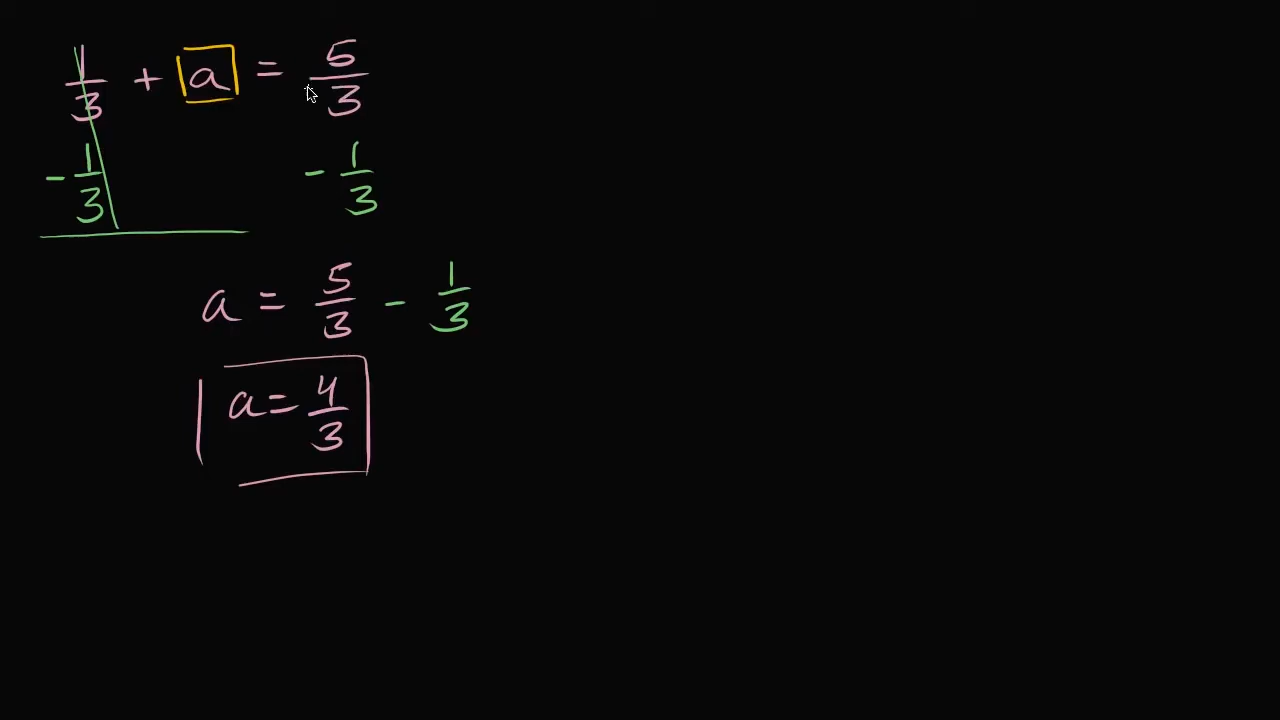 1/3 + a = 5/3
- 1/3 - 1/3
a = 5/3 - 1/3
a = 4/3